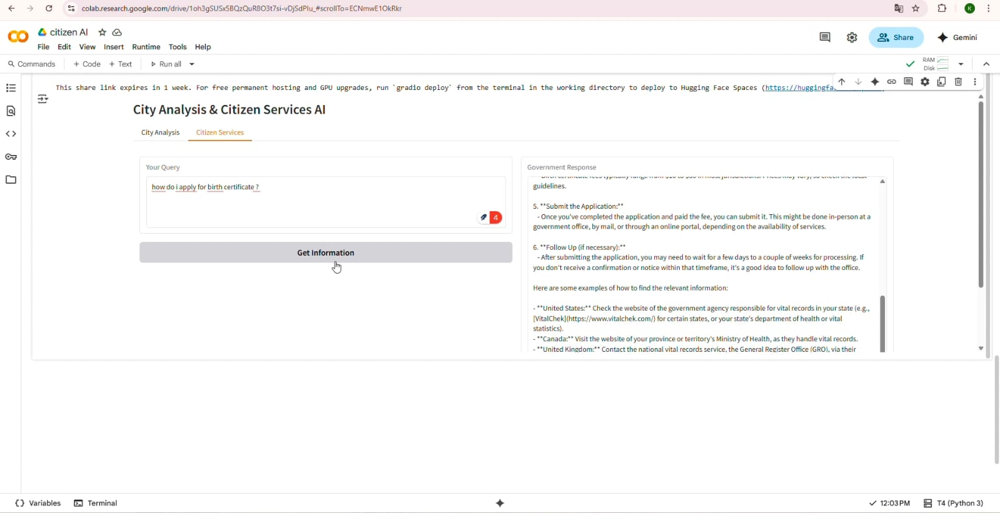 colab.research.google.com/drive/1oh3gSUSx5BQzQuR8O3t7si-vDjSdPlu_#scrollTo=ECNmwE1OkRkr
K
citizen AI
File Edit View Insert Runtime Tools Help
Share
Gemini
Commands
+ Code + Text
Run all
RAM
Disk
This share link expires in 1 week. For free permanent hosting and GPU upgrades, run `gradio deploy` from the terminal in the working directory to deploy to Hugging Face Spaces (
City Analysis & Citizen Services AI
City Analysis
Citizen Services
Your Query
how do i apply for birth certificate ?
4
Get Information
Government Response
guidelines.
5. **Submit the Application:**
- Once you've completed the application and paid the fee, you can submit it. This might be done in-person at a
government office, by mail, or through an online portal, depending on the availability of services.
6. **Follow Up (if necessary):**
- After submitting the application, you may need to wait for a few days to a couple of weeks for processing. If
you don't receive a confirmation or notice within that timeframe, it's a good idea to follow up with the office.
Here are some examples of how to find the relevant information:
- **United States:** Check the website of the government agency responsible for vital records in your state (e.g.,
[VitalChek](https://www.vitalchek.com/) for certain states, or your state's department of health or vital
statistics).
- **Canada:** Visit the website of your province or territory's Ministry of Health, as they handle vital records.
- **United Kingdom:** Contact the national vital records service, the General Register Office (GRO), via their
Variables
Terminal
12:03 PM
T4 (Python 3)